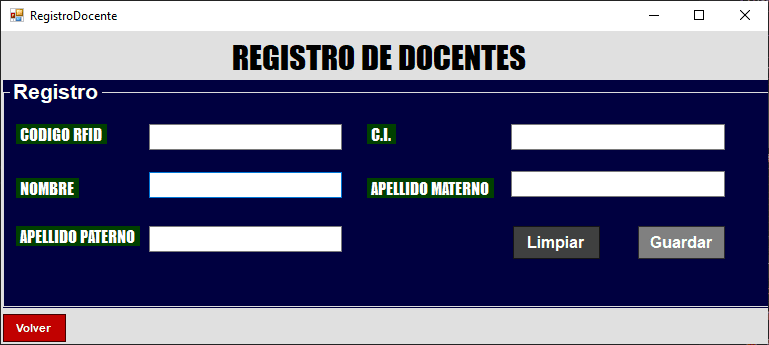 RegistroDocente
REGISTRO DE DOCENTES
Registro
CODIGO RFID
C.I.
NOMBRE
APELLIDO MATERNO
APELLIDO PATERNO
Limpiar
Guardar
Volver